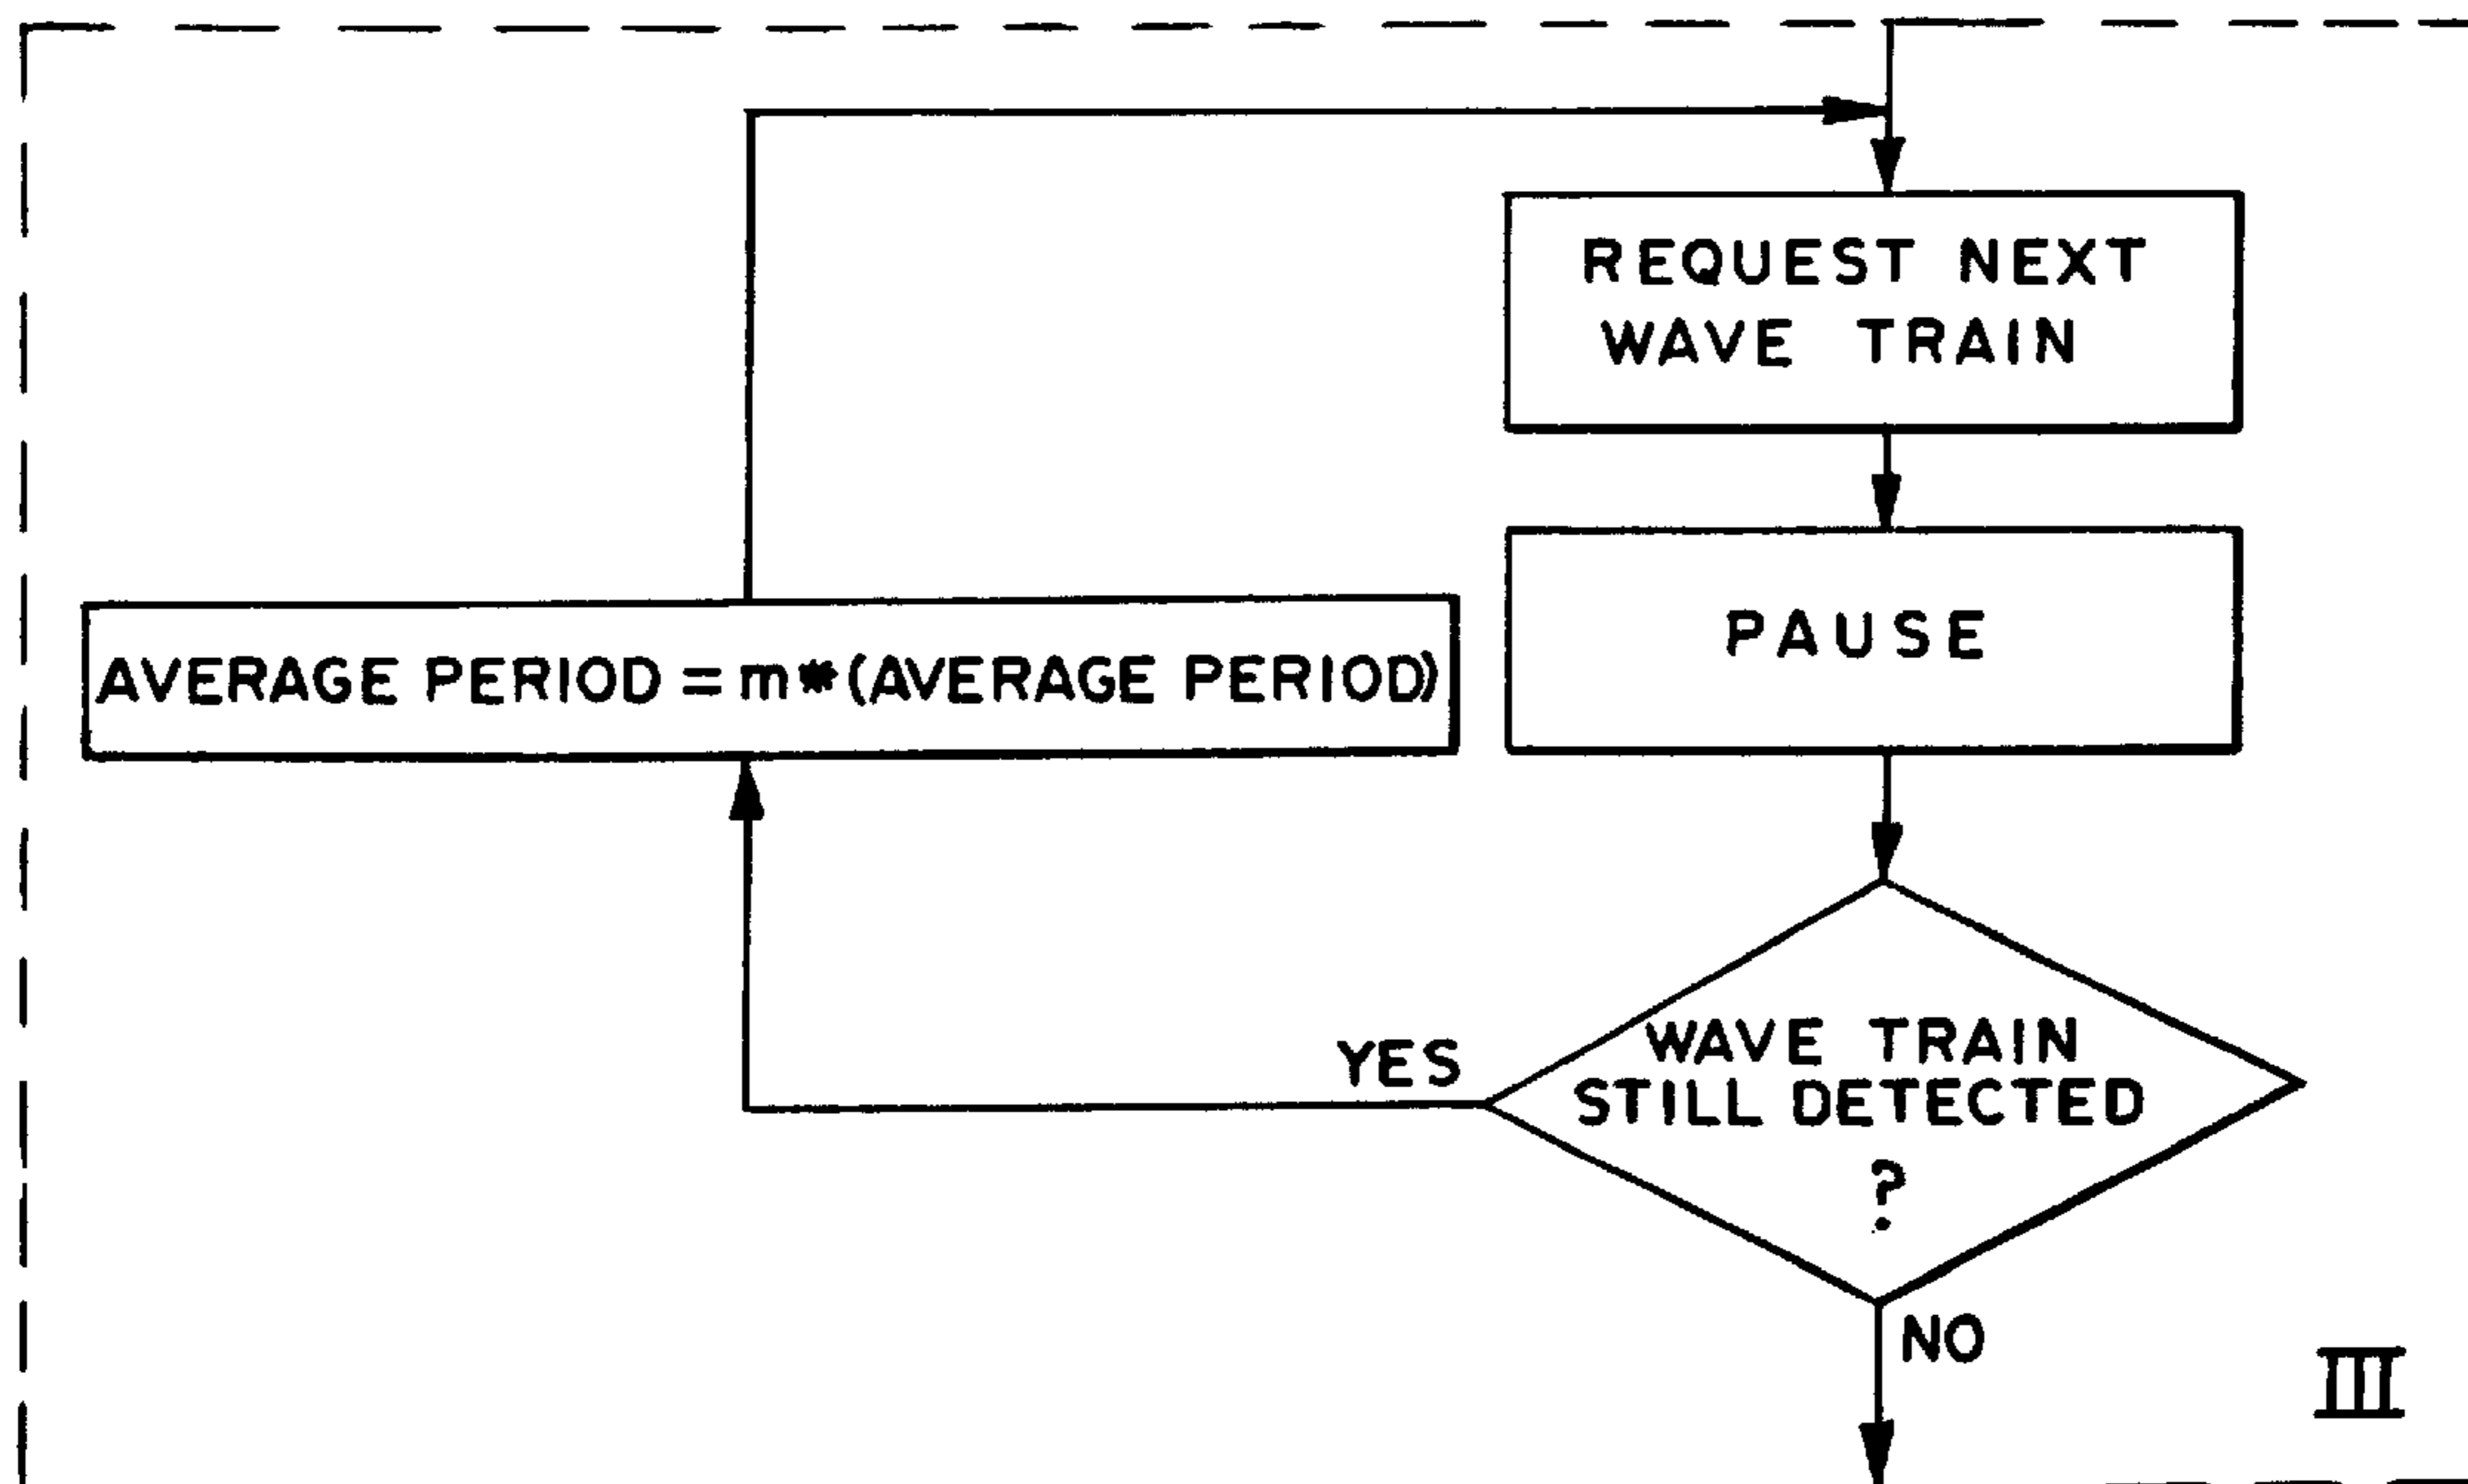 REQUEST NEXT
WAVE TRAIN
PAUSE
AVERAGE PERIOD = m*(AVERAGE PERIOD)
WAVE TRAIN
STILL DETECTED
?
YES
NO
III